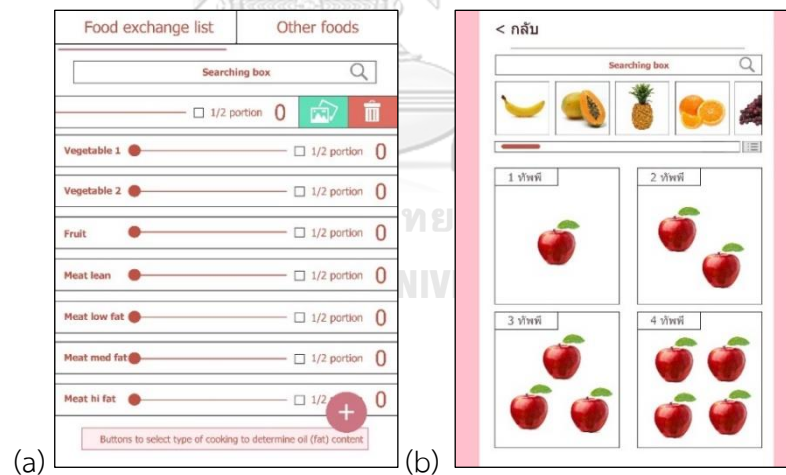 Food exchange list
Other foods
Searching box
1/2 portion 0
Vegetable 1 1/2 portion 0
Vegetable 2 1/2 portion 0
Fruit 1/2 portion 0
Meat lean 1/2 portion 0
Meat low fat 1/2 portion 0
Meat med fat 1/2 portion 0
Meat hi fat 1/2 0
+
Buttons to select type of cooking to determine oil (fat) content
(a)
< กลับ
Searching box
1 ทัพพี
2 ทัพพี
3 ทัพพี
4 ทัพพี
(b)